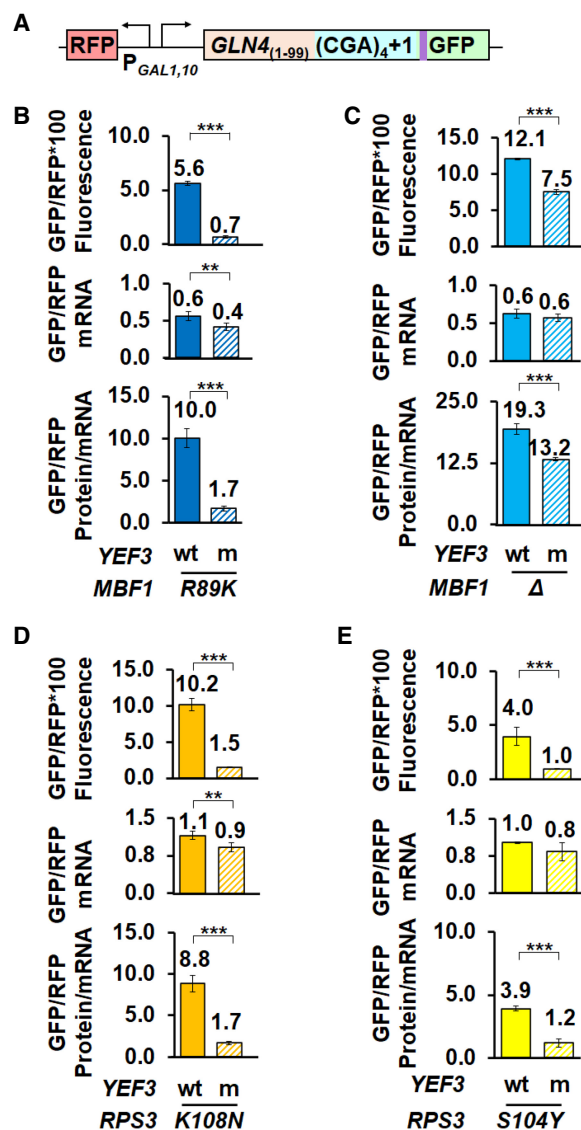 A
RFP
P GAL1,10
GLN4(1-99) (CGA)4+1 GFP
B
GFP/RFP*100
Fluorescence
10.0
5.0
0.0
***
5.6
0.7
GFP/RFP
mRNA
1.0
0.5
0.0
**
0.6
0.4
GFP/RFP
Protein/mRNA
15.0
10.0
5.0
0.0
***
10.0
1.7
YEF3 wt m
MBF1 R89K
C
GFP/RFP*100
Fluorescence
15.0
10.0
5.0
0.0
***
12.1
7.5
GFP/RFP
mRNA
1.0
0.5
0.0
0.6
0.6
GFP/RFP
Protein/mRNA
25.0
12.5
0.0
***
19.3
13.2
YEF3 wt m
MBF1 Δ
D
GFP/RFP*100
Fluorescence
15.0
10.0
5.0
0.0
***
10.2
1.5
GFP/RFP
mRNA
1.5
0.8
0.0
**
1.1
0.9
GFP/RFP
Protein/mRNA
15.0
10.0
5.0
0.0
***
8.8
1.7
YEF3 wt m
RPS3 K108N
E
GFP/RFP*100
Fluorescence
10.0
5.0
0.0
***
4.0
1.0
GFP/RFP
mRNA
1.5
0.8
0.0
1.0
0.8
GFP/RFP
Protein/mRNA
10.0
5.0
0.0
***
3.9
1.2
YEF3 wt m
RPS3 S104Y